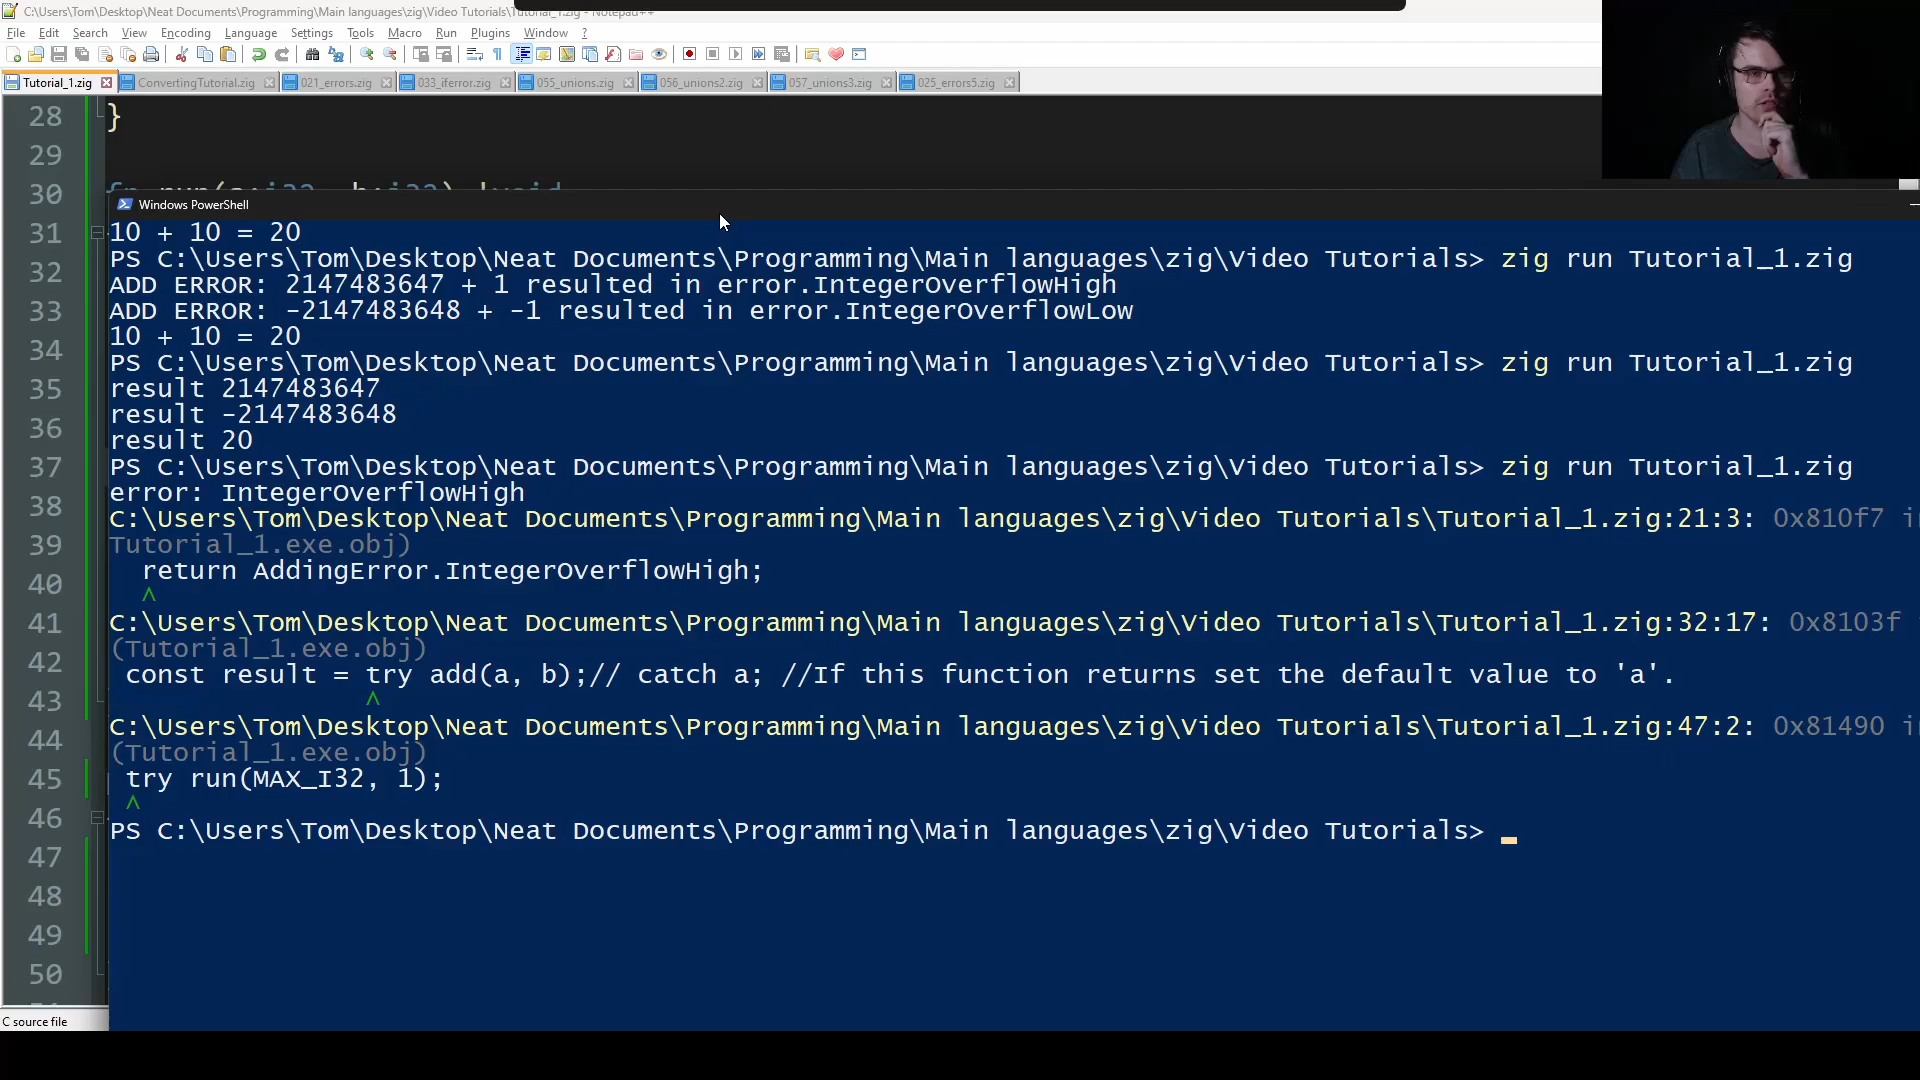 C:\Users\Tom\Desktop\Neat Documents\Programming\Main languages\zig\Video Tutorials\Tutorial_1.zig - Notepad++
File Edit Search View Encoding Language Settings Tools Macro Run Plugins Window ?
Tutorial_1.zig ConvertingTutorial.zig 021_errors.zig 033_iferror.zig 055_unions.zig 056_unions2.zig 057_unions3.zig 025_errors5.zig
28 }
29
30 fn run(a:i32, b:i32) !void
Windows PowerShell
31 10 + 10 = 20
32 PS C:\Users\Tom\Desktop\Neat Documents\Programming\Main languages\zig\Video Tutorials> zig run Tutorial_1.zig
ADD ERROR: 2147483647 + 1 resulted in error.IntegerOverflowHigh
33 ADD ERROR: -2147483648 + -1 resulted in error.IntegerOverflowLow
10 + 10 = 20
34 PS C:\Users\Tom\Desktop\Neat Documents\Programming\Main languages\zig\Video Tutorials> zig run Tutorial_1.zig
35 result 2147483647
result -2147483648
36 result 20
37 PS C:\Users\Tom\Desktop\Neat Documents\Programming\Main languages\zig\Video Tutorials> zig run Tutorial_1.zig
error: IntegerOverflowHigh
38 C:\Users\Tom\Desktop\Neat Documents\Programming\Main languages\zig\Video Tutorials\Tutorial_1.zig:21:3: 0x810f7
39 Tutorial_1.exe.obj)
return AddingError.IntegerOverflowHigh;
40 ^
41 C:\Users\Tom\Desktop\Neat Documents\Programming\Main languages\zig\Video Tutorials\Tutorial_1.zig:32:17: 0x8103f
42 (Tutorial_1.exe.obj)
const result = try add(a, b);// catch a; //If this function returns set the default value to 'a'.
43 ^
44 C:\Users\Tom\Desktop\Neat Documents\Programming\Main languages\zig\Video Tutorials\Tutorial_1.zig:47:2: 0x81490
(Tutorial_1.exe.obj)
45 try run(MAX_I32, 1);
46 ^
PS C:\Users\Tom\Desktop\Neat Documents\Programming\Main languages\zig\Video Tutorials>
47
48
49
50
C source file